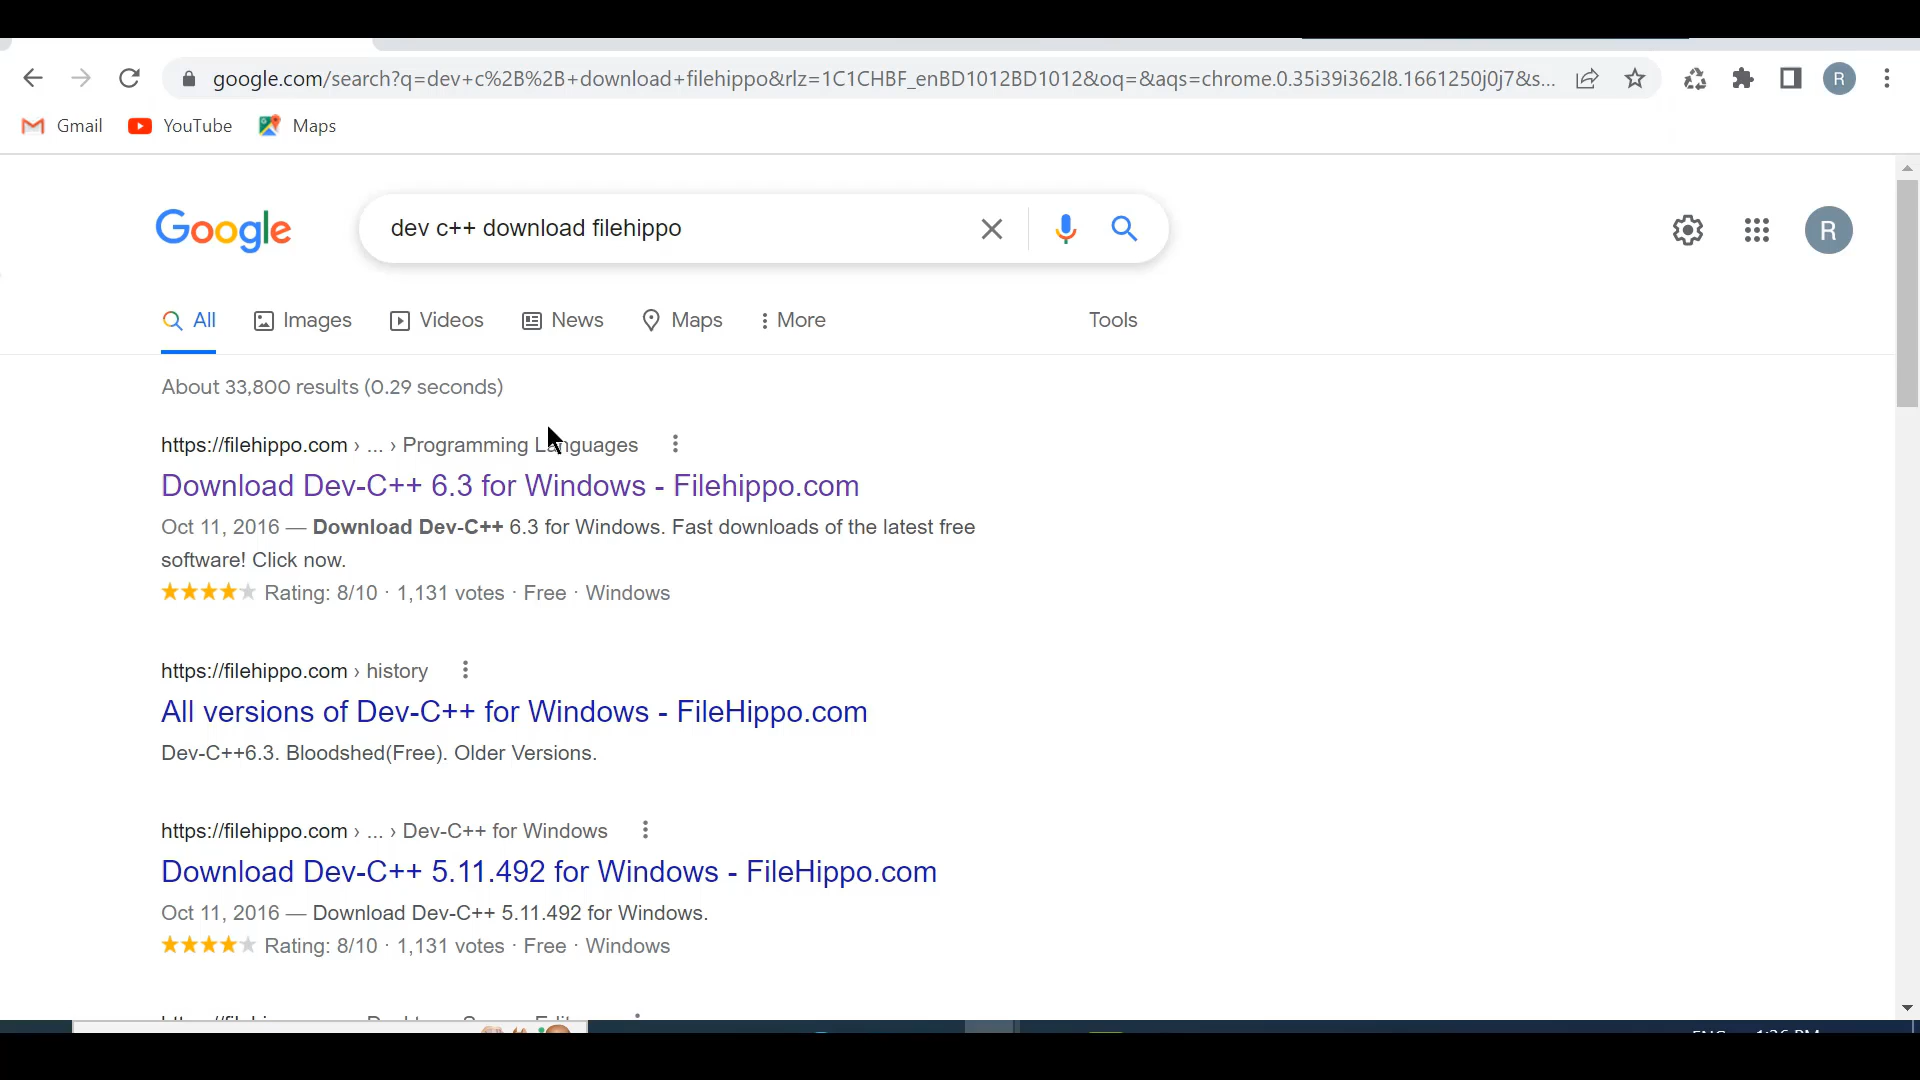 google.com/search?q=dev+c%2B%2B+download+filehippo&rlz=1C1CHBF_enBD1012BD1012&oq=&aqs=chrome.0.35i39i362l8.1661250j0j7&s...
R
Gmail YouTube Maps
Google
dev c++ download filehippo
R
All Images Videos News Maps More Tools
About 33,800 results (0.29 seconds)
https://filehippo.com › ... › Programming Languages
Download Dev-C++ 6.3 for Windows - Filehippo.com
Oct 11, 2016 — Download Dev-C++ 6.3 for Windows. Fast downloads of the latest free
software! Click now.
Rating: 8/10 · 1,131 votes · Free · Windows
https://filehippo.com › history
All versions of Dev-C++ for Windows - FileHippo.com
Dev-C++6.3. Bloodshed(Free). Older Versions.
https://filehippo.com › ... › Dev-C++ for Windows
Download Dev-C++ 5.11.492 for Windows - FileHippo.com
Oct 11, 2016 — Download Dev-C++ 5.11.492 for Windows.
Rating: 8/10 · 1,131 votes · Free · Windows